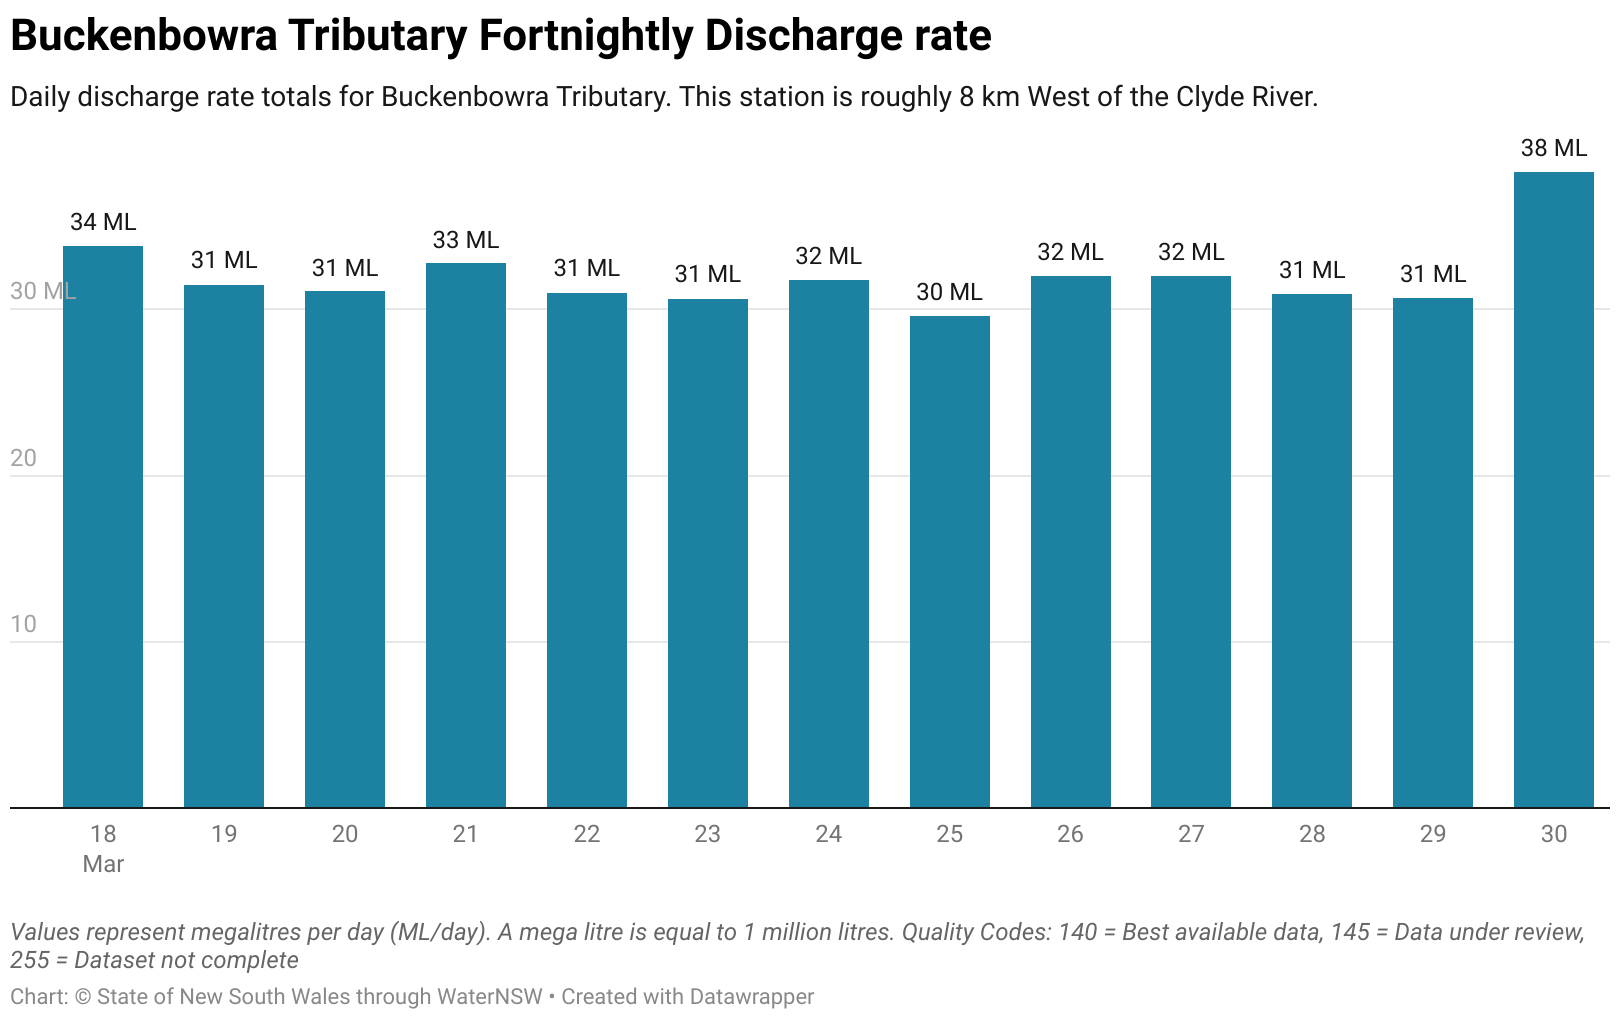 Buckenbowra Tributary Fortnightly Discharge rate
Daily discharge rate totals for Buckenbowra Tributary. This station is roughly 8 km West of the Clyde River.
38 ML
34 ML
33 ML
31 ML
31 ML
31 ML
31 ML
32 ML
30 ML
32 ML
32 ML
31 ML
31 ML
30 ML
20
10
18 19 20 21 22 23 24 25 26 27 28 29 30
Mar
Values represent megalitres per day (ML/day). A mega litre is equal to 1 million litres. Quality Codes: 140 = Best available data, 145 = Data under review,
255 = Dataset not complete
Chart: © State of New South Wales through WaterNSW • Created with Datawrapper